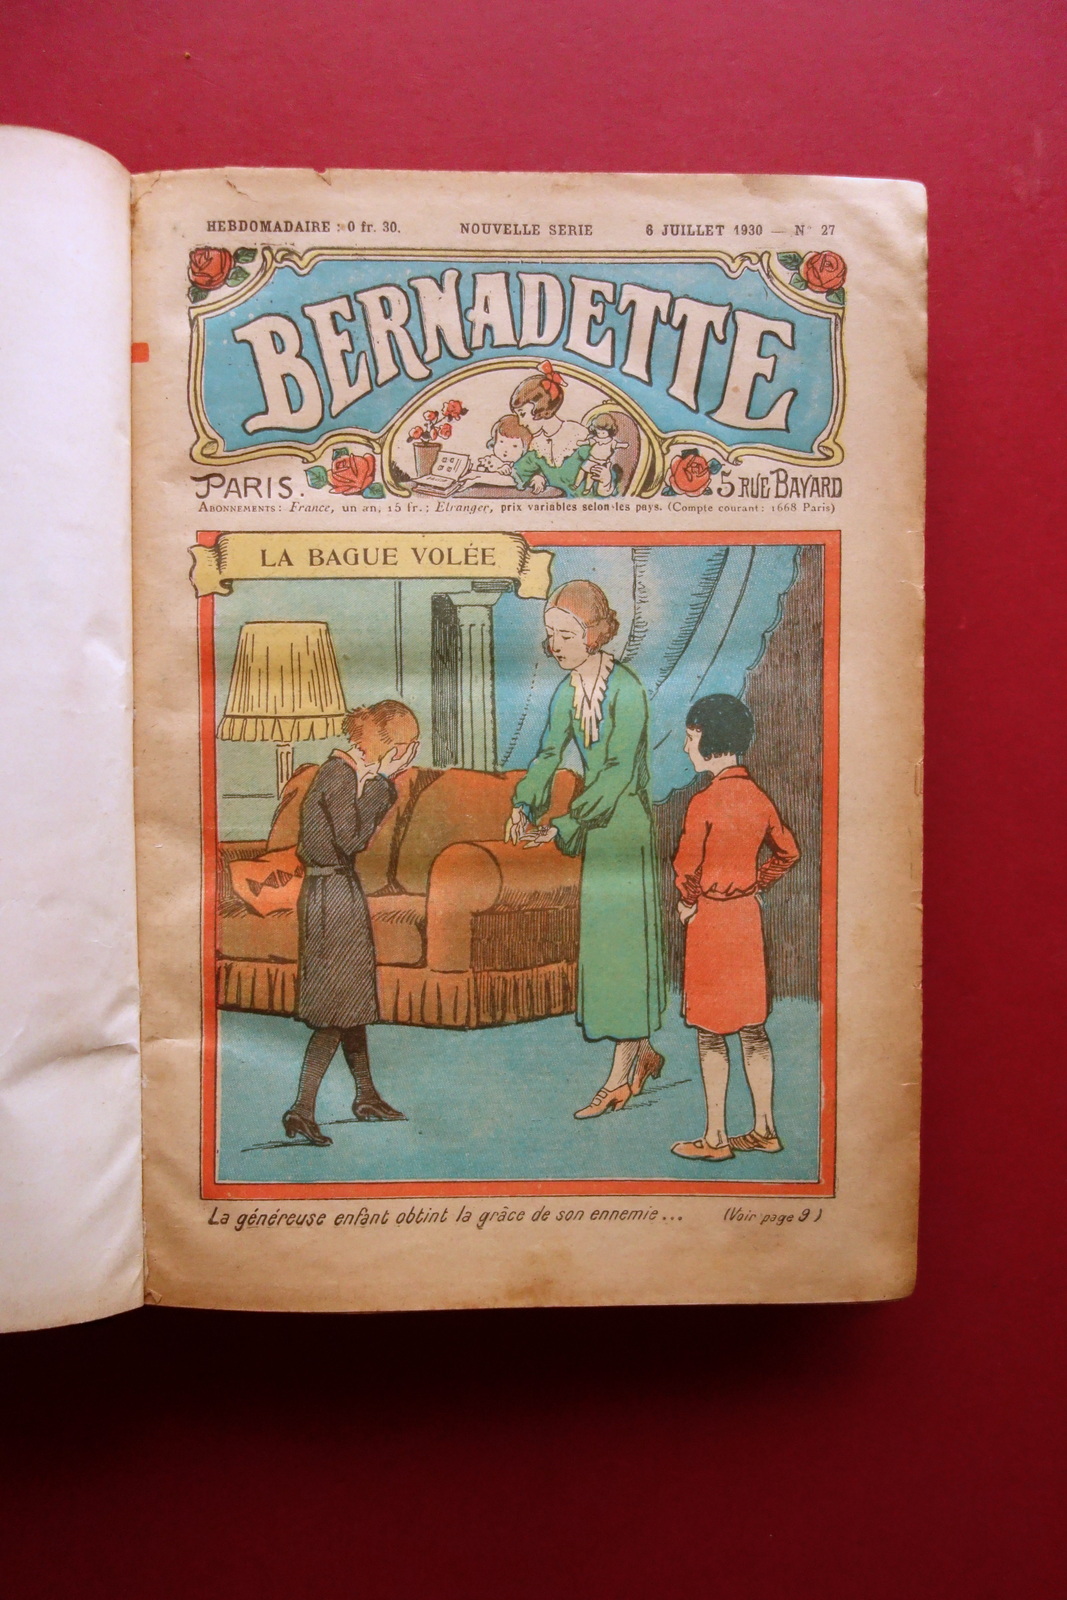 HEBDOMADAIRE : 0 fr. 30. NOUVELLE SERIE 6 JUILLET 1930 — N° 27
BERNADETTE
PARIS. 5 RUE BAYARD
ABONNEMENTS : France, un an, 15 fr. ; Etranger, prix variables selon les pays. (Compte courant : 1668 Paris)
LA BAGUE VOLÉE
La généreuse enfant obtint la grâce de son ennemie... (Voir page 9)